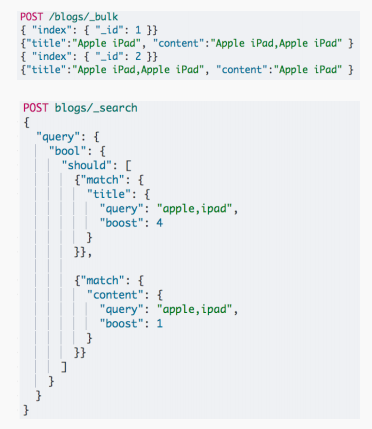 POST /blogs/_bulk
{ "index": { "_id": 1 }}
{"title":"Apple iPad", "content":"Apple iPad,Apple iPad" }
{ "index": { "_id": 2 }}
{"title":"Apple iPad,Apple iPad", "content":"Apple iPad" }
POST blogs/_search
{
  "query": {
    "bool": {
      "should": [
        {"match": {
          "title": {
            "query": "apple,ipad",
            "boost": 4
          }
        }},
        {"match": {
          "content": {
            "query": "apple,ipad",
            "boost": 1
          }
        }}
      ]
    }
  }
}